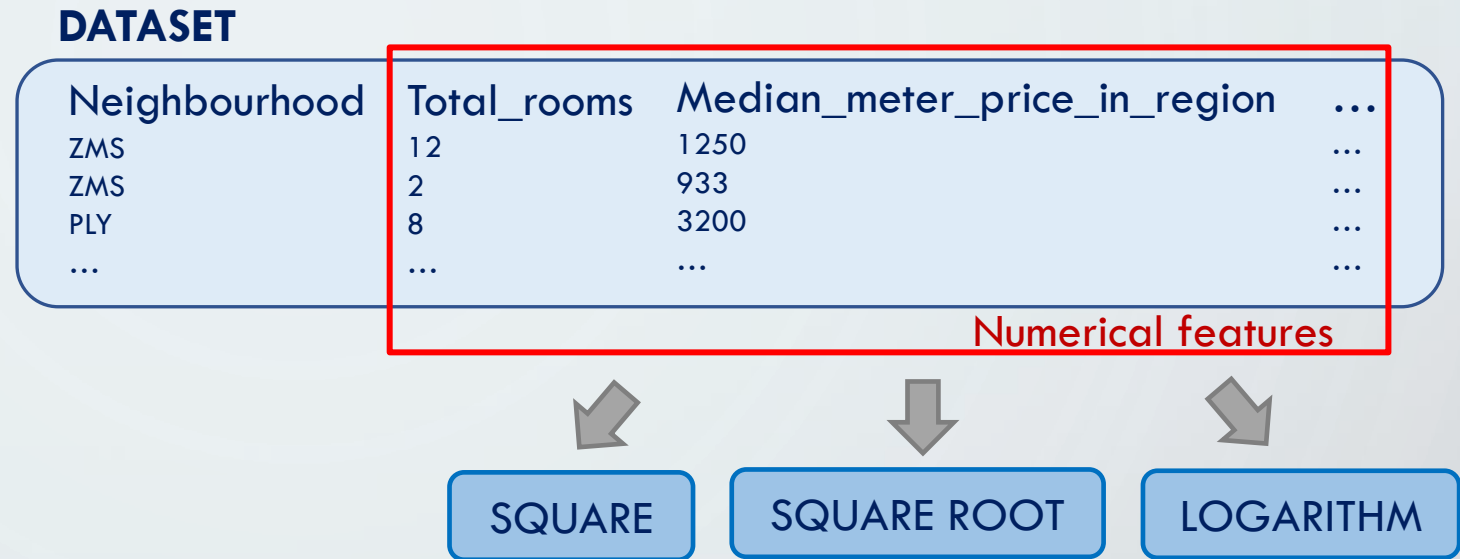 DATASET
Neighbourhood Total_rooms Median_meter_price_in_region ...
ZMS 12 1250 ...
ZMS 2 933 ...
PLY 8 3200 ...
... ... ... ...
Numerical features
SQUARE SQUARE ROOT LOGARITHM